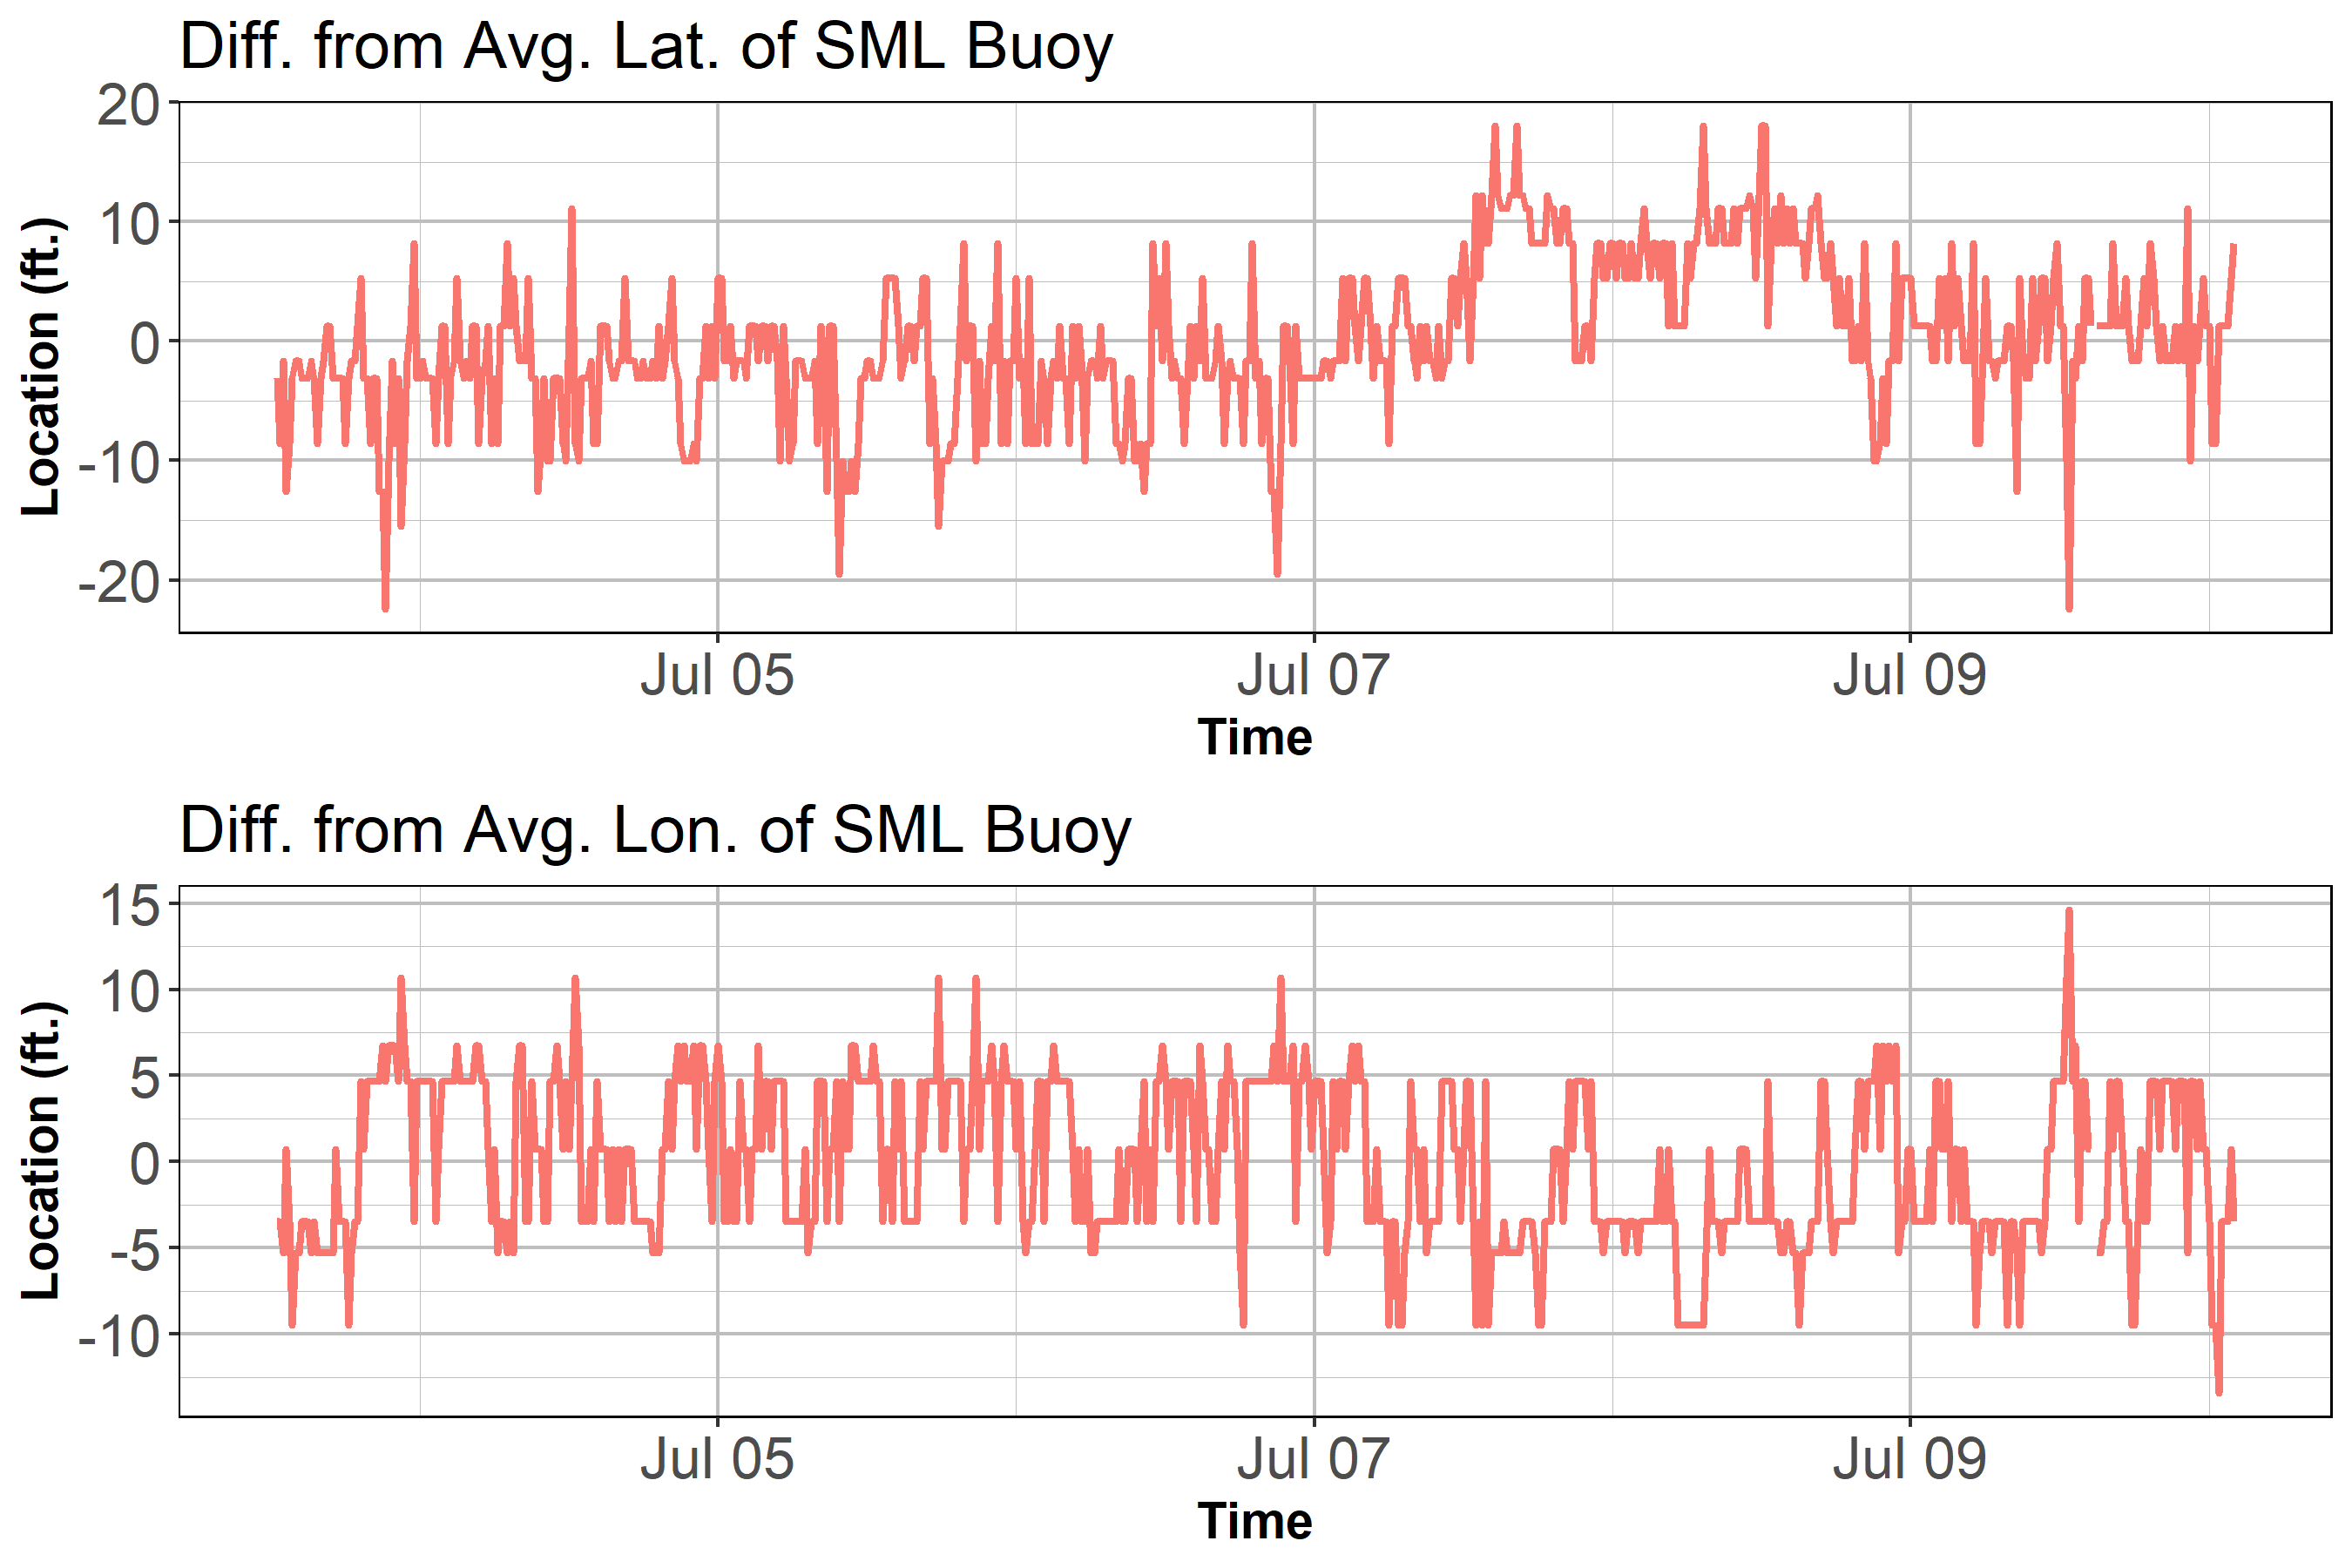 Diff. from Avg. Lat. of SML Buoy
20
10
0
-10
-20
Location (ft.)
Jul 05 Jul 07 Jul 09
Time
Diff. from Avg. Lon. of SML Buoy
15
10
5
0
-5
-10
Location (ft.)
Jul 05 Jul 07 Jul 09
Time